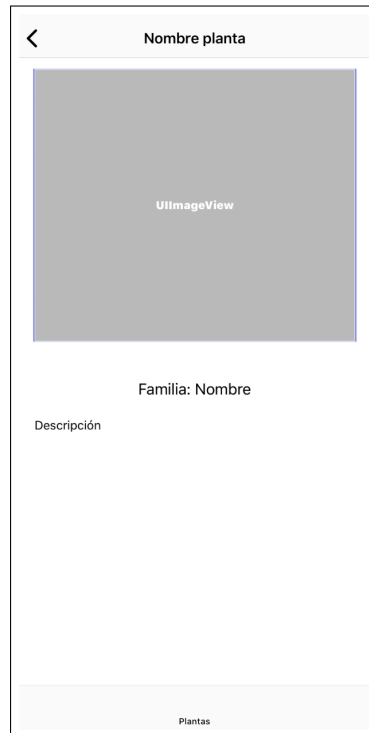 Nombre planta
UIImageView
Familia: Nombre
Descripción
Plantas